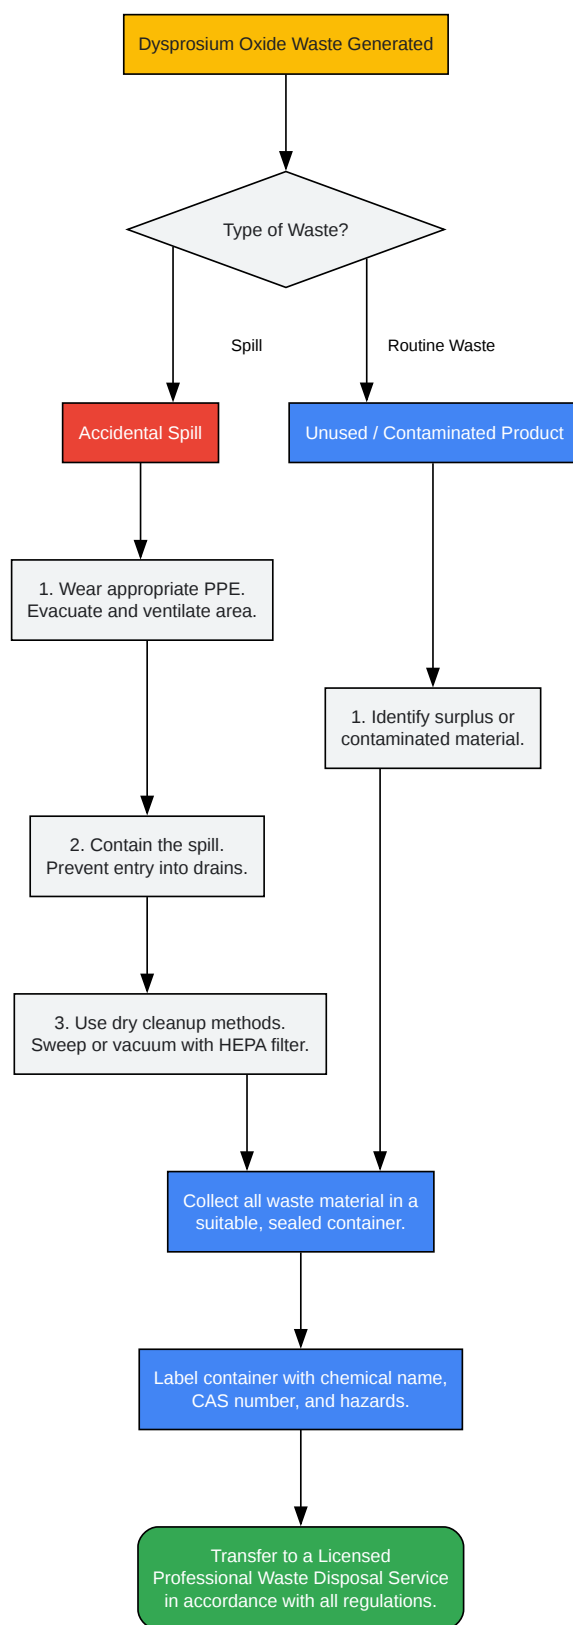 Dysprosium Oxide Waste Generated
Type of Waste?
Spill
Routine Waste
Accidental Spill
Unused / Contaminated Product
1. Wear appropriate PPE.
Evacuate and ventilate area.
1. Identify surplus or
contaminated material.
2. Contain the spill.
Prevent entry into drains.
3. Use dry cleanup methods.
Sweep or vacuum with HEPA filter.
Collect all waste material in a
suitable, sealed container.
Label container with chemical name,
CAS number, and hazards.
Transfer to a Licensed
Professional Waste Disposal Service
in accordance with all regulations.